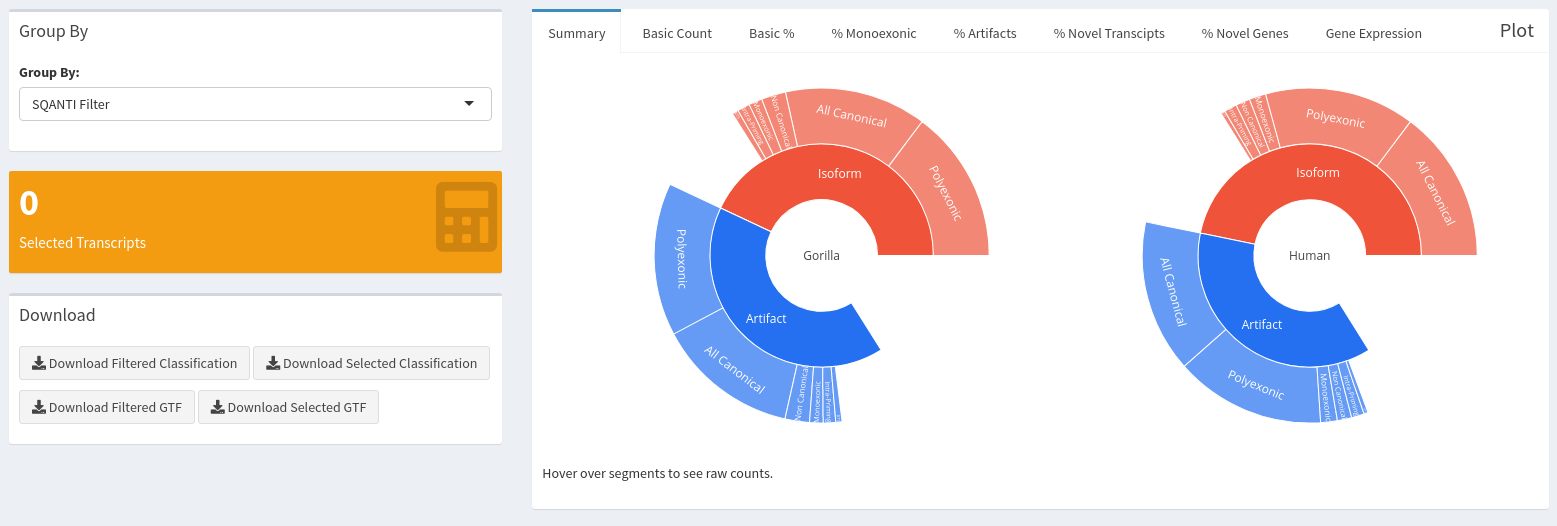 Group By
Group By:
SQANTI Filter
0
Selected Transcripts
Download
Download Filtered Classification
Download Selected Classification
Download Filtered GTF
Download Selected GTF
Summary
Basic Count
Basic %
% Monoexonic
% Artifacts
% Novel Transcipts
% Novel Genes
Gene Expression
Plot
Gorilla
Isoform
Polyexonic
All Canonical
Non Canonical
Monoexonic
Intra-Priming
Artifact
Polyexonic
All Canonical
Non Canonical
Monoexonic
Intra-Priming
Human
Isoform
All Canonical
Polyexonic
Monoexonic
Non Canonical
Intra-Priming
Artifact
All Canonical
Polyexonic
Monoexonic
Non Canonical
Intra-Priming
Hover over segments to see raw counts.